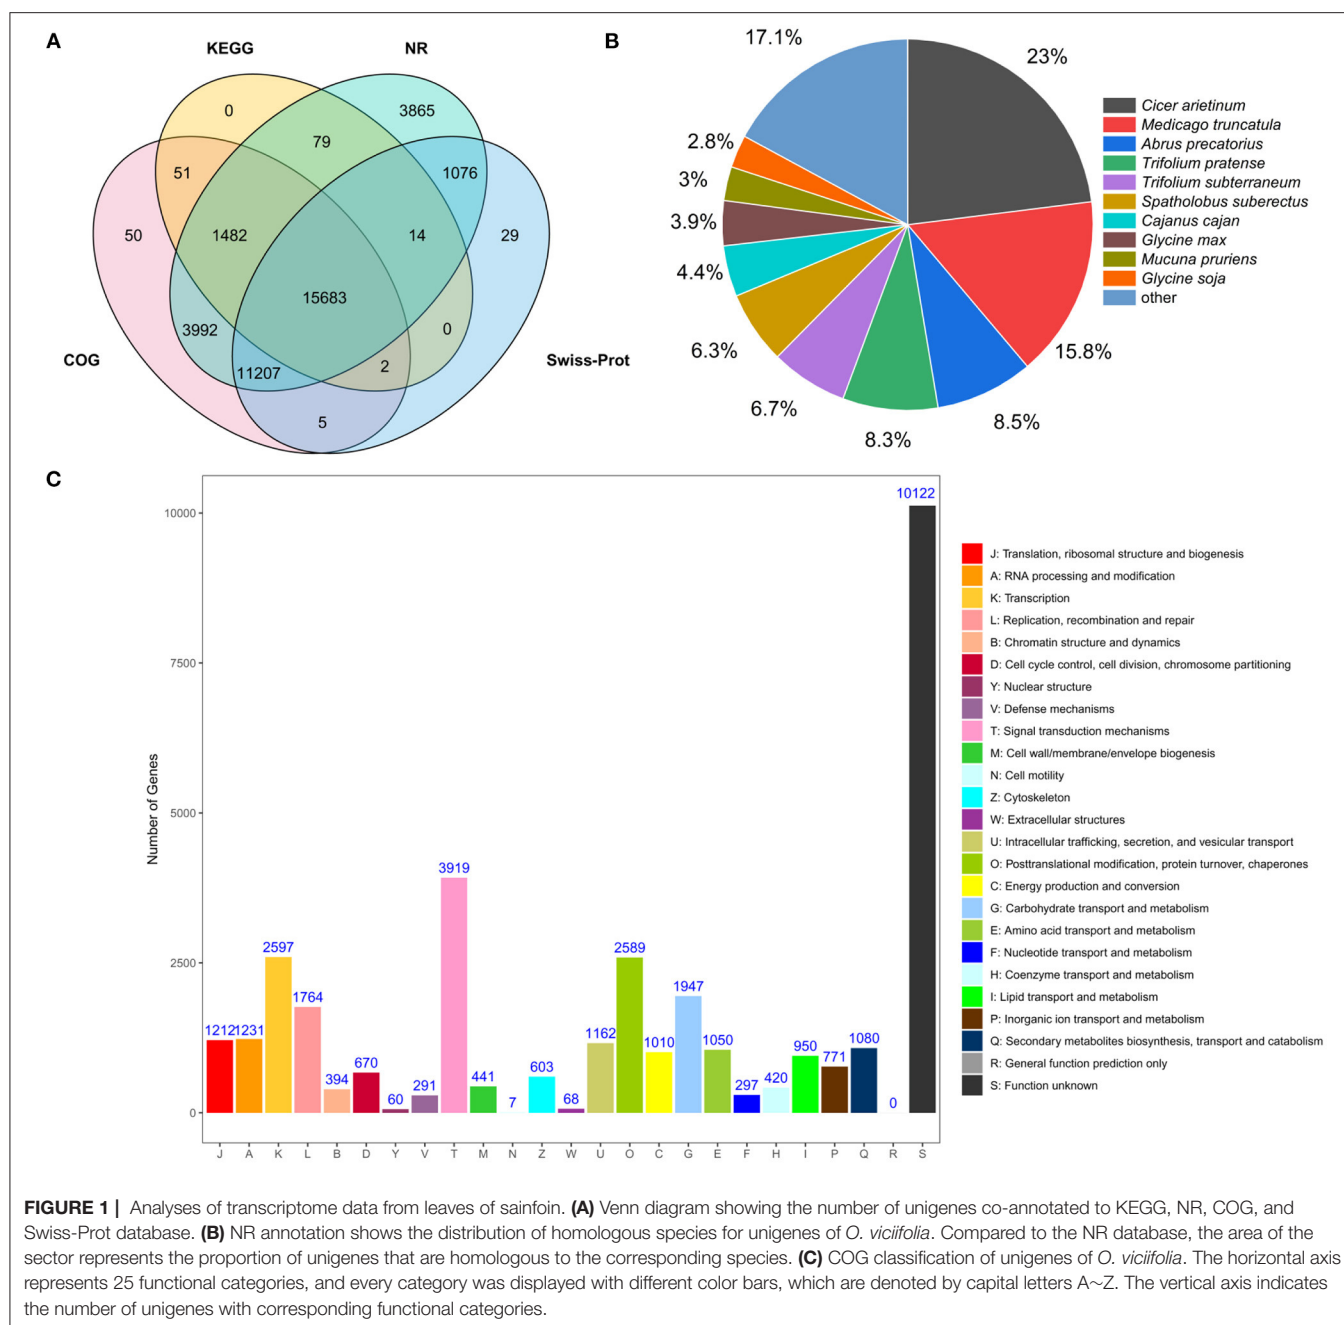 A
KEGG
NR
0
3865
79
51
1076
50
1482
14
29
15683
3992
0
COG
11207
2
Swiss-Prot
5
B
17.1%
23%
2.8%
3%
3.9%
4.4%
6.3%
6.7%
8.3%
8.5%
15.8%
Cicer arietinum
Medicago truncatula
Abrus precatorius
Trifolium pratense
Trifolium subterraneum
Spatholobus suberectus
Cajanus cajan
Glycine max
Mucuna pruriens
Glycine soja
other
C
Number of Genes
10000
7500
5000
2500
0
1212
1231
2597
1764
394
670
60
291
3919
441
7
603
68
1162
2589
1010
1947
1050
297
420
950
771
1080
0
10122
J A K L B D Y V T M N Z W U O C G E F H I P Q R S
J: Translation, ribosomal structure and biogenesis
A: RNA processing and modification
K: Transcription
L: Replication, recombination and repair
B: Chromatin structure and dynamics
D: Cell cycle control, cell division, chromosome partitioning
Y: Nuclear structure
V: Defense mechanisms
T: Signal transduction mechanisms
M: Cell wall/membrane/envelope biogenesis
N: Cell motility
Z: Cytoskeleton
W: Extracellular structures
U: Intracellular trafficking, secretion, and vesicular transport
O: Posttranslational modification, protein turnover, chaperones
C: Energy production and conversion
G: Carbohydrate transport and metabolism
E: Amino acid transport and metabolism
F: Nucleotide transport and metabolism
H: Coenzyme transport and metabolism
I: Lipid transport and metabolism
P: Inorganic ion transport and metabolism
Q: Secondary metabolites biosynthesis, transport and catabolism
R: General function prediction only
S: Function unknown
FIGURE 1 | Analyses of transcriptome data from leaves of sainfoin. (A) Venn diagram showing the number of unigenes co-annotated to KEGG, NR, COG, and
Swiss-Prot database. (B) NR annotation shows the distribution of homologous species for unigenes of O. viciifolia. Compared to the NR database, the area of the
sector represents the proportion of unigenes that are homologous to the corresponding species. (C) COG classification of unigenes of O. viciifolia. The horizontal axis
represents 25 functional categories, and every category was displayed with different color bars, which are denoted by capital letters A~Z. The vertical axis indicates
the number of unigenes with corresponding functional categories.